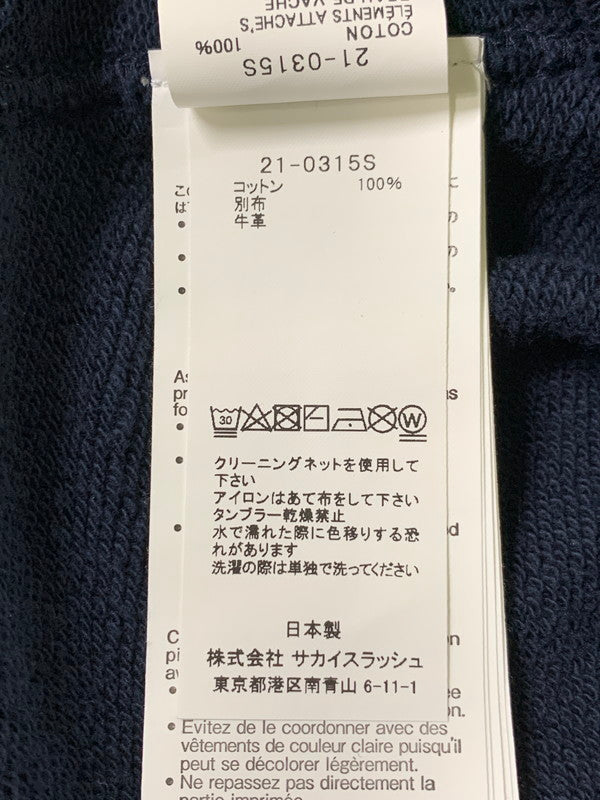 ÉLÉMENTS ATTACHÉ'S
COTON 100%
21-0315S
21-0315S
コットン 100%
別布
牛革
30
W
クリーニングネットを使用して
下さい
アイロンはあて布をして下さい
タンブラー乾燥禁止
水で濡れた際に色移りする恐
れがあります
洗濯の際は単独で洗ってください
日本製
株式会社 サカイスラッシュ
東京都港区南青山 6-11-1
• Evitez de le coordonner avec des
vêtements de couleur claire puisqu'il
peut se décolorer légèrement.
• Ne repassez pas directement la
partie imprimée.